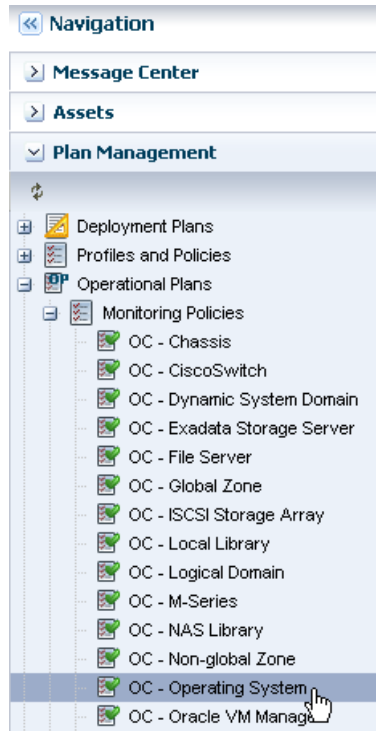 Navigation
Message Center
Assets
Plan Management
Deployment Plans
Profiles and Policies
Operational Plans
Monitoring Policies
OC - Chassis
OC - CiscoSwitch
OC - Dynamic System Domain
OC - Exadata Storage Server
OC - File Server
OC - Global Zone
OC - ISCSI Storage Array
OC - Local Library
OC - Logical Domain
OC - M-Series
OC - NAS Library
OC - Non-global Zone
OC - Operating System
OC - Oracle VM Manage